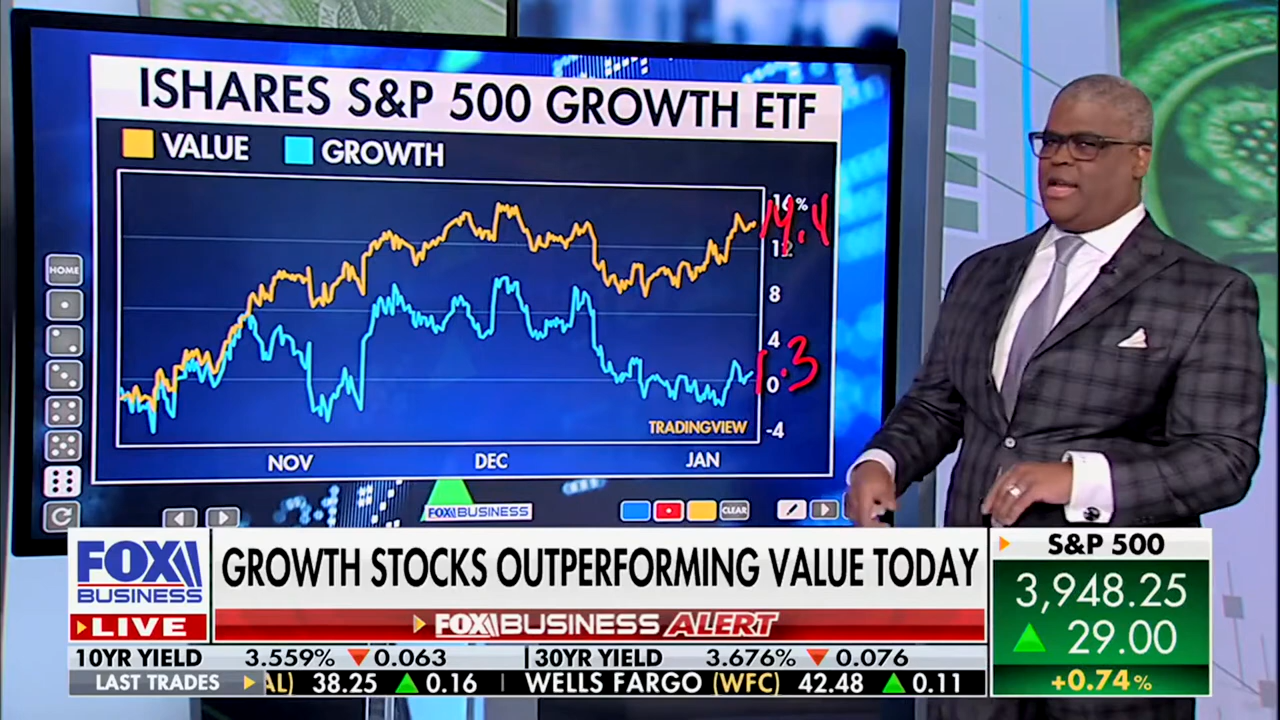 ISHARES S&P 500 GROWTH ETF
VALUE GROWTH
16%
14.4
12
8
4
1.3
0
-4
TRADINGVIEW
NOV DEC JAN
HOME
FOX BUSINESS
CLEAR
FOX BUSINESS
LIVE
GROWTH STOCKS OUTPERFORMING VALUE TODAY
FOX BUSINESS ALERT
S&P 500
3,948.25
29.00
+0.74%
10YR YIELD 3.559% 0.063 30YR YIELD 3.676% 0.076
LAST TRADES AL) 38.25 0.16 WELLS FARGO (WFC) 42.48 0.11